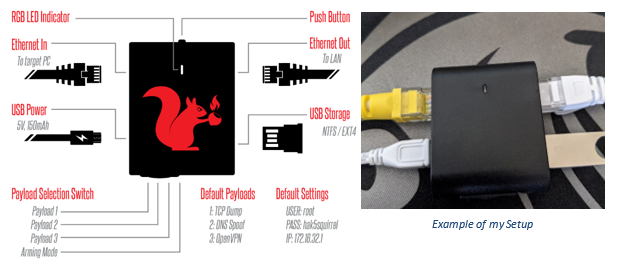 RGB LED Indicator
Push Button
Ethernet In
To target PC
Ethernet Out
To LAN
USB Power
5V, 150mAh
USB Storage
NTFS / EXT4
Payload Selection Switch
Payload 1
Payload 2
Payload 3
Arming Mode
Default Payloads
1: TCP Dump
2: DNS Spoof
3: OpenVPN
Default Settings
USER: root
PASS: hak5squirrel
IP: 172.16.32.1
Example of my Setup